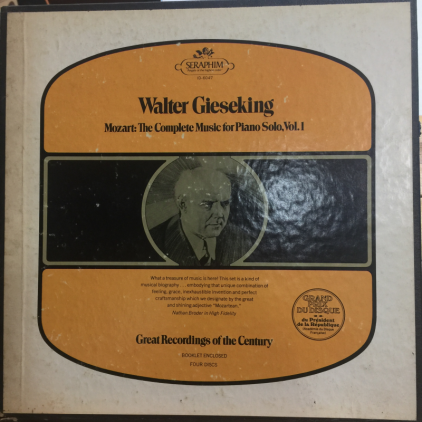 SERAPHIM
Walter Gieseking
Mozart: The Complete Music for Piano Solo, Vol. 1
What a treasure of music is here! This set is a kind of
musical biography . . . embodying that unique combination of
feeling, grace, inexhaustible invention and perfect
craftsmanship which we designate by the great
and shining adjective "Mozartean."
Nathan Broder in High Fidelity
GRAND
PRIX
DU DISQUE
du Président
de la République
Great Recordings of the Century
BOOKLET ENCLOSED
FOUR DISCS